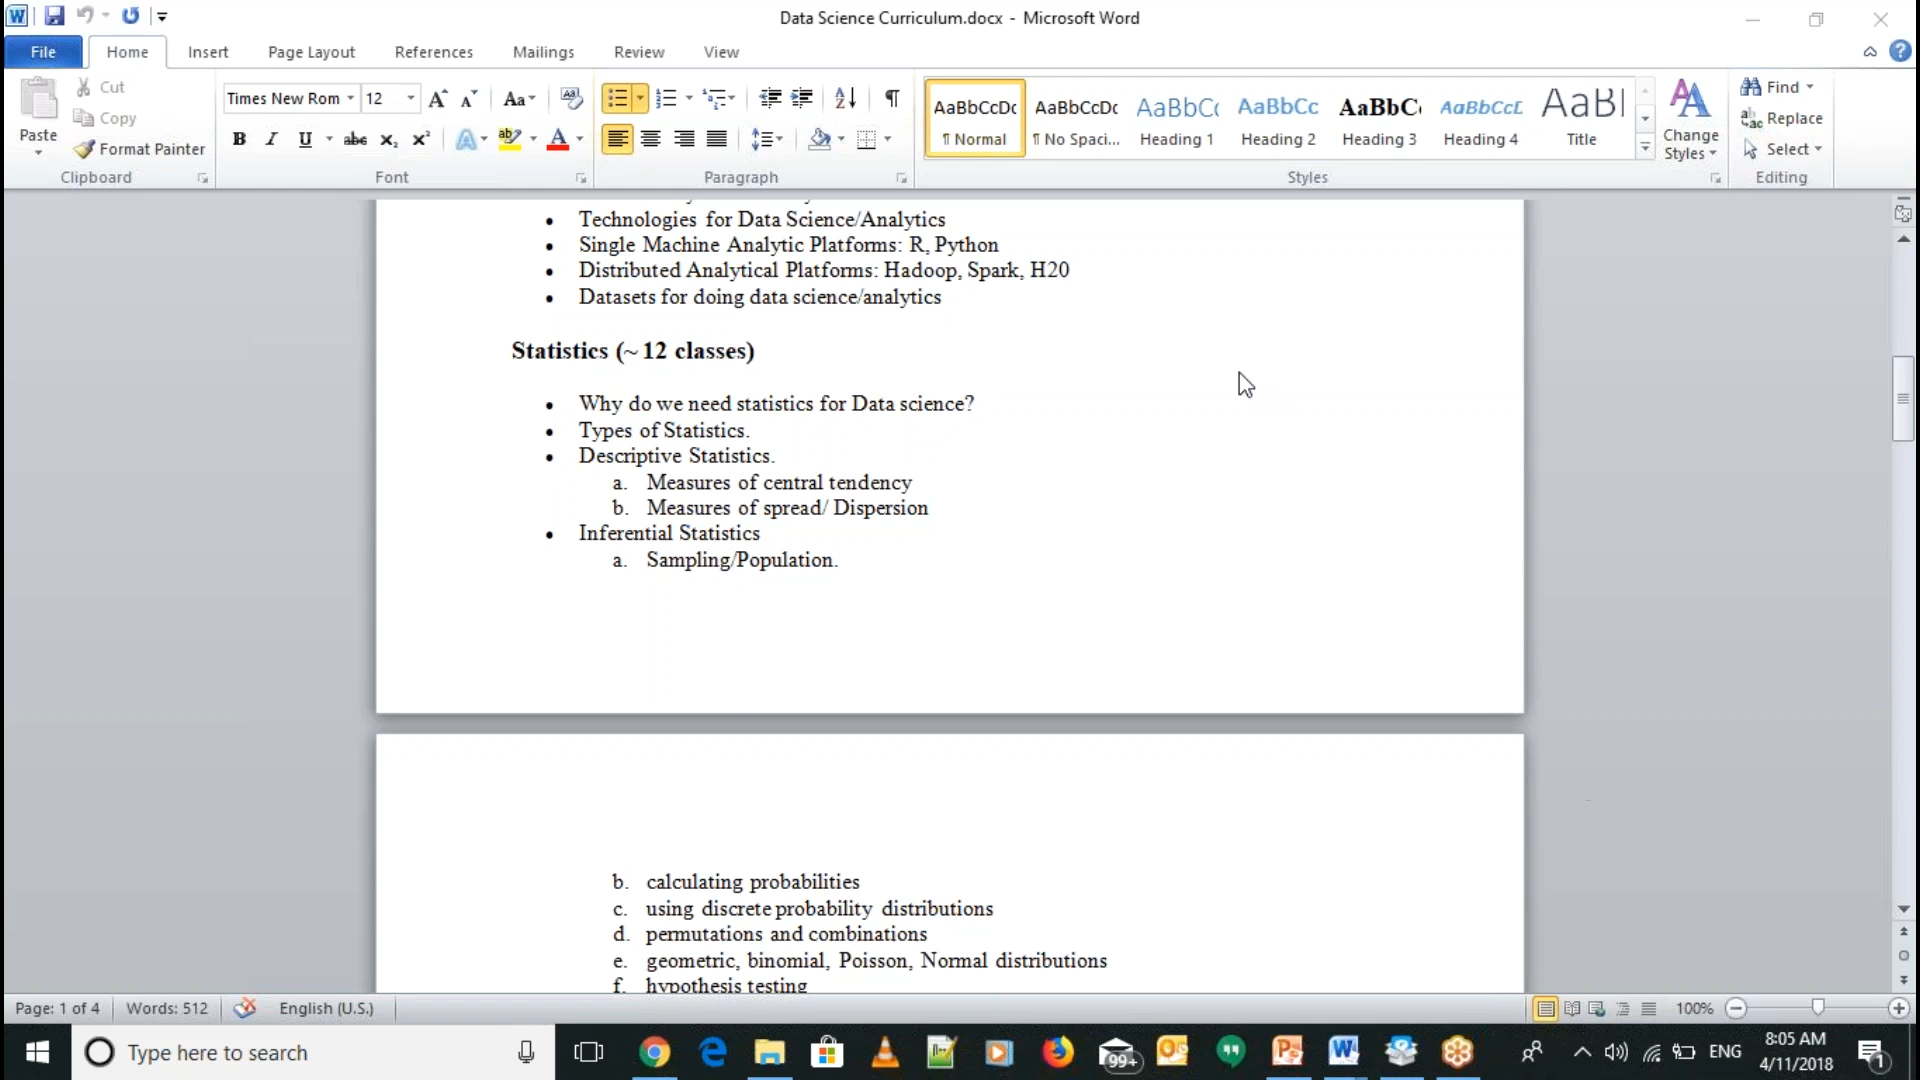 Data Science Curriculum.docx - Microsoft Word
File Home Insert Page Layout References Mailings Review View
Paste
Cut
Copy
Format Painter
Clipboard
Times New Rom 12
Font
Paragraph
AaBbCcDc AaBbCcDc AaBbC AaBbCc AaBbC AaBbCcL AaBl
¶ Normal ¶ No Spaci... Heading 1 Heading 2 Heading 3 Heading 4 Title
Styles
Change
Styles
Find
Replace
Select
Editing
• Technologies for Data Science/Analytics
• Single Machine Analytic Platforms: R, Python
• Distributed Analytical Platforms: Hadoop, Spark, H20
• Datasets for doing data science/analytics
Statistics (~ 12 classes)
• Why do we need statistics for Data science?
• Types of Statistics.
• Descriptive Statistics.
a. Measures of central tendency
b. Measures of spread/ Dispersion
• Inferential Statistics
a. Sampling/Population.
b. calculating probabilities
c. using discrete probability distributions
d. permutations and combinations
e. geometric, binomial, Poisson, Normal distributions
f. hypothesis testing
Page: 1 of 4 Words: 512 English (U.S.) 100%
Type here to search
99+
ENG
8:05 AM
4/11/2018
1